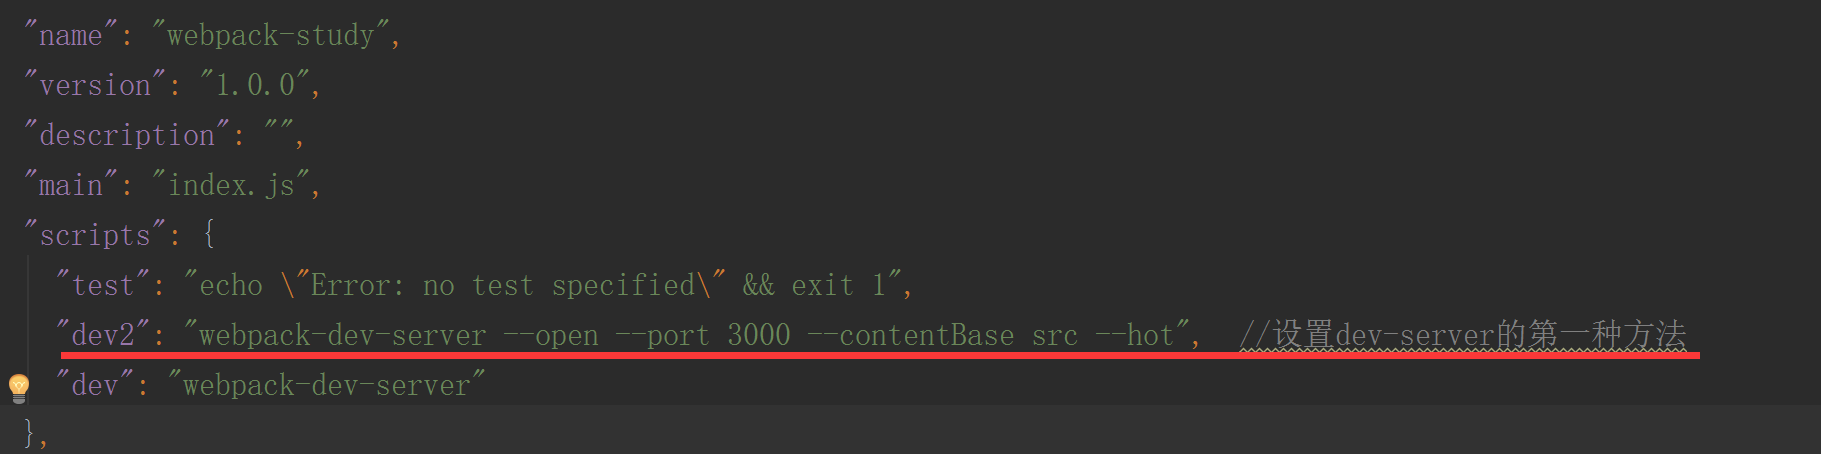 "name": "webpack-study",
"version": "1.0.0",
"description": "",
"main": "index.js",
"scripts": {
"test": "echo \"Error: no test specified\" && exit 1",
"dev2": "webpack-dev-server --open --port 3000 --contentBase src --hot", //设置dev-server的第一种方法
"dev": "webpack-dev-server"
},